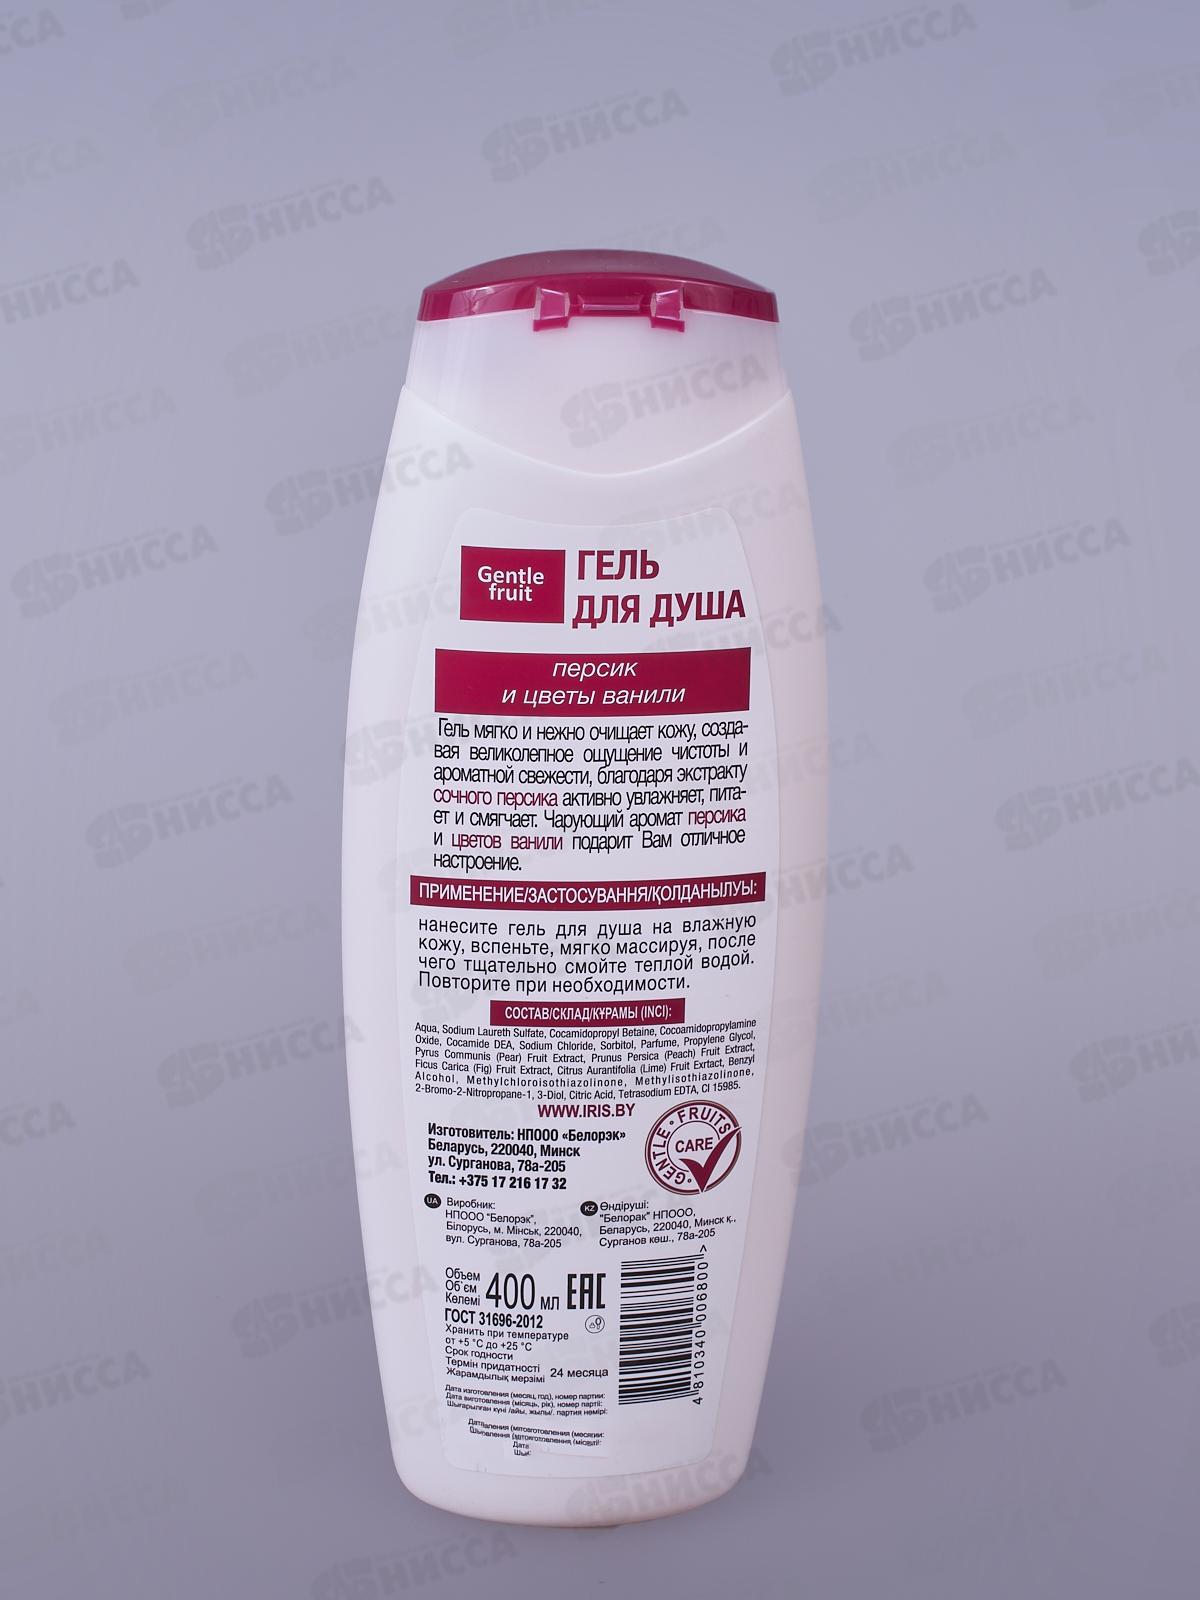 Gentle
fruit
ГЕЛЬ
ДЛЯ ДУША
персик
и цветы ванили
Гель мягко и нежно очищает кожу, созда-
вая великолепное ощущение чистоты и
ароматной свежести, благодаря экстракту
сочного персика активно увлажняет, пита-
ет и смягчает. Чарующий аромат персика
и цветов ванили подарит Вам отличное
настроение.
ПРИМЕНЕНИЕ/ЗАСТОСУВАННЯ/ҚОЛДАНЫЛУЫ:
нанесите гель для душа на влажную
кожу, вспеньте, мягко массируя, после
чего тщательно смойте теплой водой.
Повторите при необходимости.
СОСТАВ/СКЛАД/КҰРАМЫ (INCI):
Aqua, Sodium Laureth Sulfate, Cocamidopropyl Betaine, Cocoamidopropylamine
Oxide, Cocamide DEA, Sodium Chloride, Sorbitol, Parfume, Propylene Glycol,
Pyrus Communis (Pear) Fruit Extract, Prunus Persica (Peach) Fruit Extract,
Ficus Carica (Fig) Fruit Extract, Citrus Aurantifolia (Lime) Fruit Exrtact, Benzyl
Alcohol, Methylchloroisothiazolinone, Methylisothiazolinone,
2-Bromo-2-Nitropropane-1, 3-Diol, Citric Acid, Tetrasodium EDTA, CI 15985.
WWW.IRIS.BY
GENTLE • FRUITS •
CARE
Изготовитель: НПООО «Белорэк»
Беларусь, 220040, Минск
ул. Сурганова, 78а-205
Тел.: +375 17 216 17 32
UA Виробник:
НПООО "Белорэк",
Білорусь, м. Мінськ, 220040,
вул. Сурганова, 78а-205
KZ Өндіруші:
"Белорак" НПООО,
Беларусь, 220040, Минск қ.,
Сурганов көш., 78а-205
Объем
Об'єм
Көлемі
400 мл
EAC
ГОСТ 31696-2012
Хранить при температуре
от +5 °С до +25 °С
Срок годности
Термін придатності
Жарамдылық мерзімі
24 месяца
Дата изготовления (месяц, год), номер партии:
Дата виготовлення (місяць, рік), номер партії:
Шығарылған күні /айы, жылы/. партия нөмірі:
4 810340 006800 >
НИССА